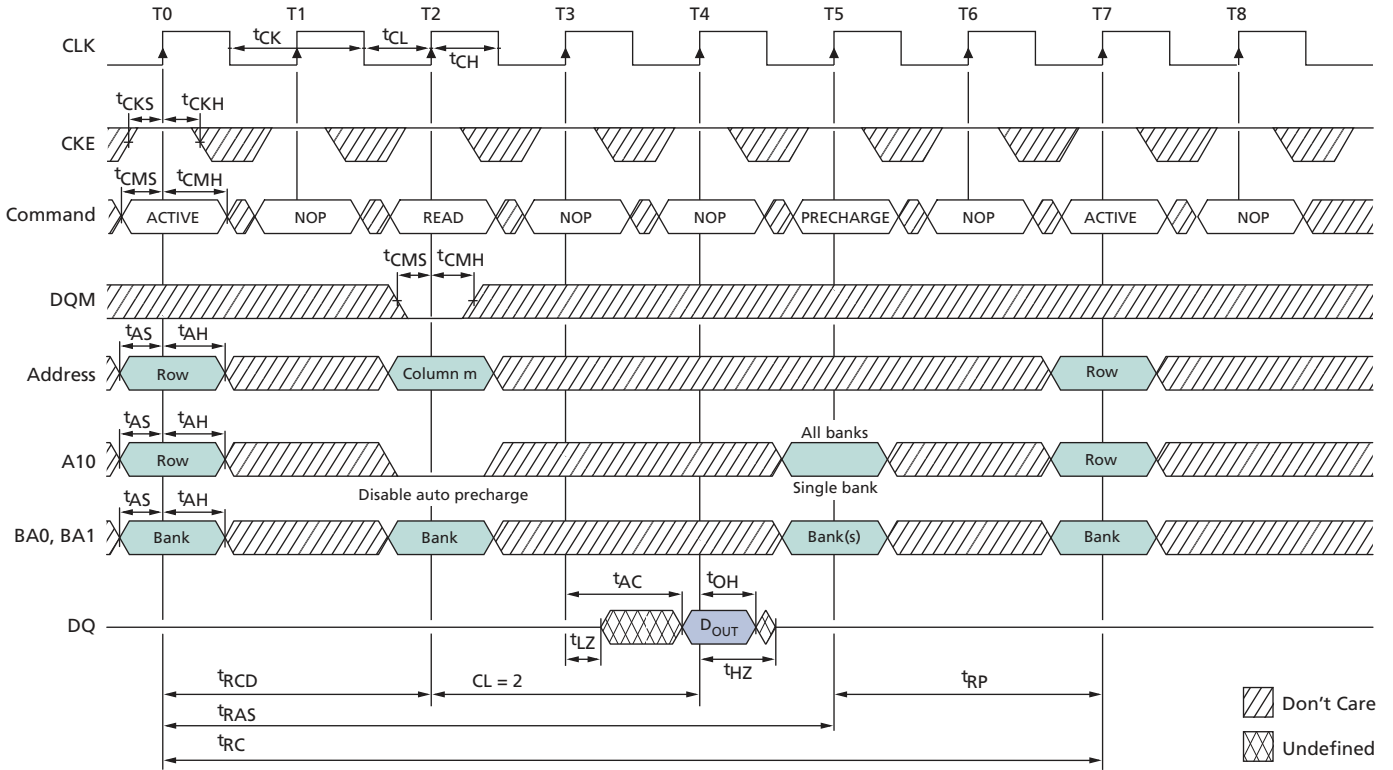 T0 T1 T2 T3 T4 T5 T6 T7 T8
CLK
tCK tCL
tCH
tCKS tCKH
CKE
tCMS tCMH
Command ACTIVE NOP READ NOP NOP PRECHARGE NOP ACTIVE NOP
tCMS tCMH
DQM
tAS tAH
Address Row Column m Row
tAS tAH
All banks
A10 Row Row
Disable auto precharge Single bank
tAS tAH
BA0, BA1 Bank Bank Bank(s) Bank
tAC tOH
DQ DOUT
tLZ tHZ
tRCD CL = 2 tRP
tRAS
tRC
Don't Care
Undefined